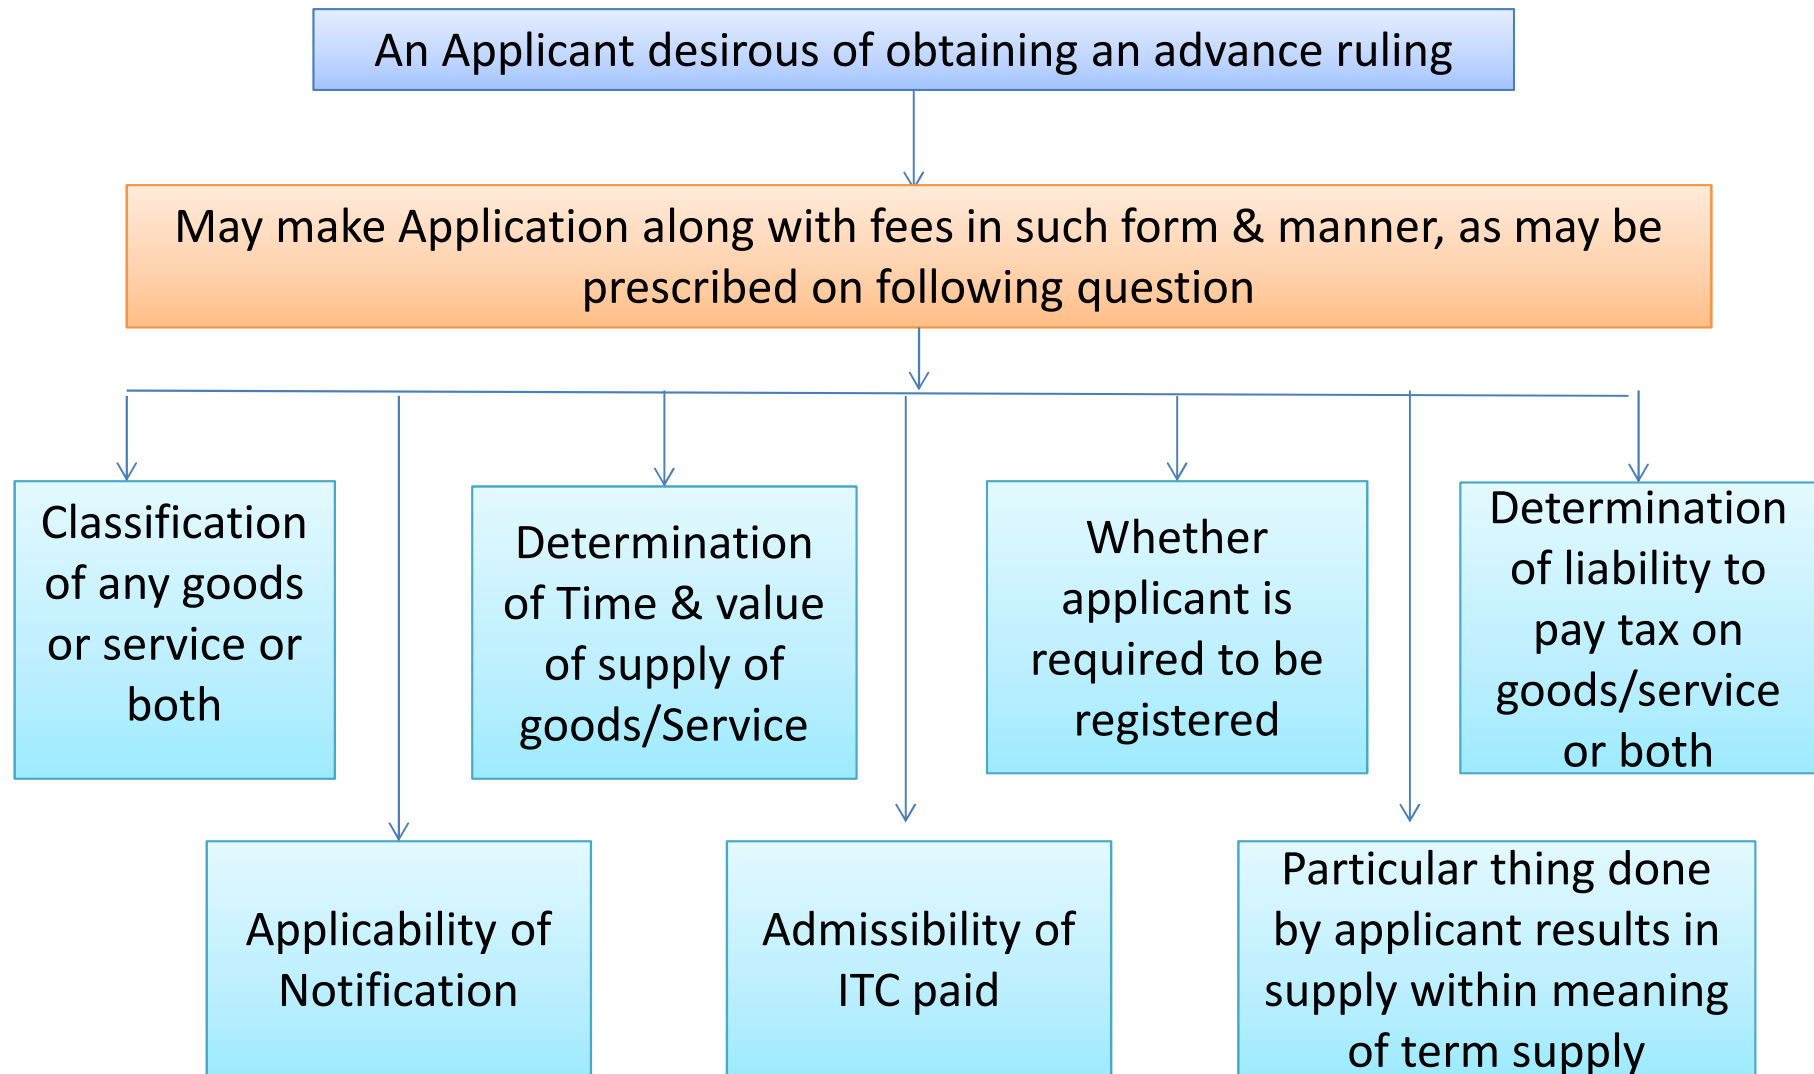 An Applicant desirous of obtaining an advance ruling
May make Application along with fees in such form & manner, as may be
prescribed on following question
Classification
of any goods
or service or
both
Determination
of Time & value
of supply of
goods/Service
Whether
applicant is
required to be
registered
Determination
of liability to
pay tax on
goods/service
or both
Applicability of
Notification
Admissibility of
ITC paid
Particular thing done
by applicant results in
supply within meaning
of term supply